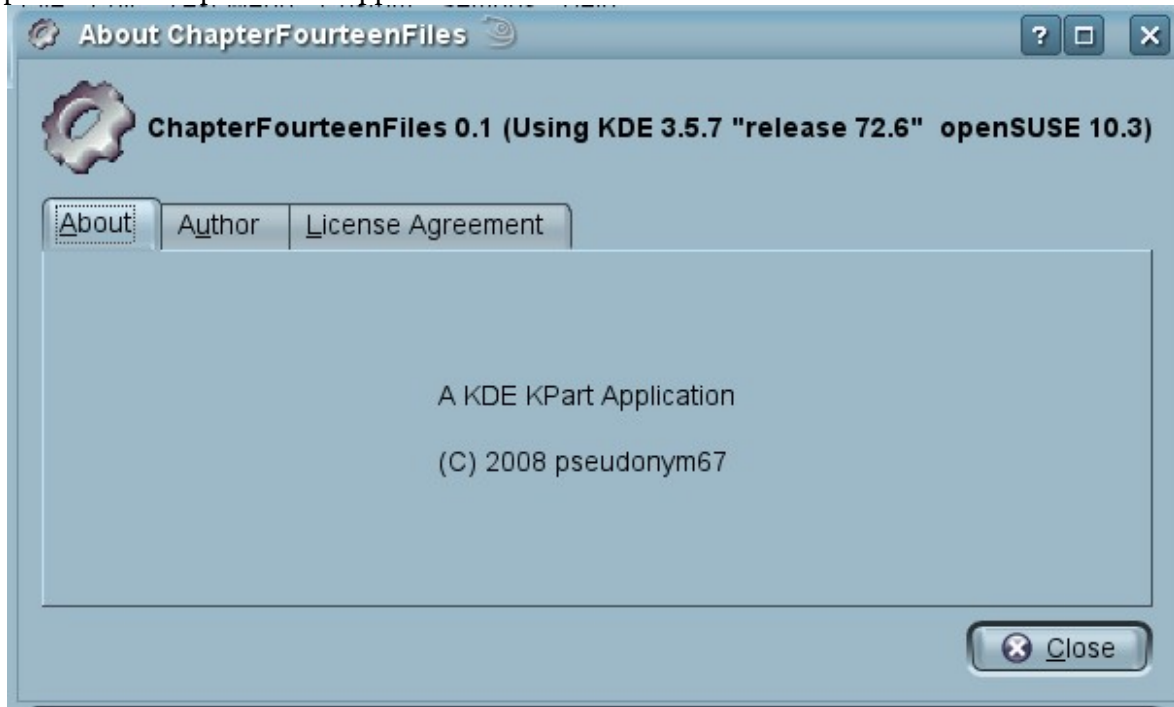 About ChapterFourteenFiles
?
ChapterFourteenFiles 0.1 (Using KDE 3.5.7 "release 72.6" openSUSE 10.3)
About
Author
License Agreement
A KDE KPart Application
(C) 2008 pseudonym67
Close